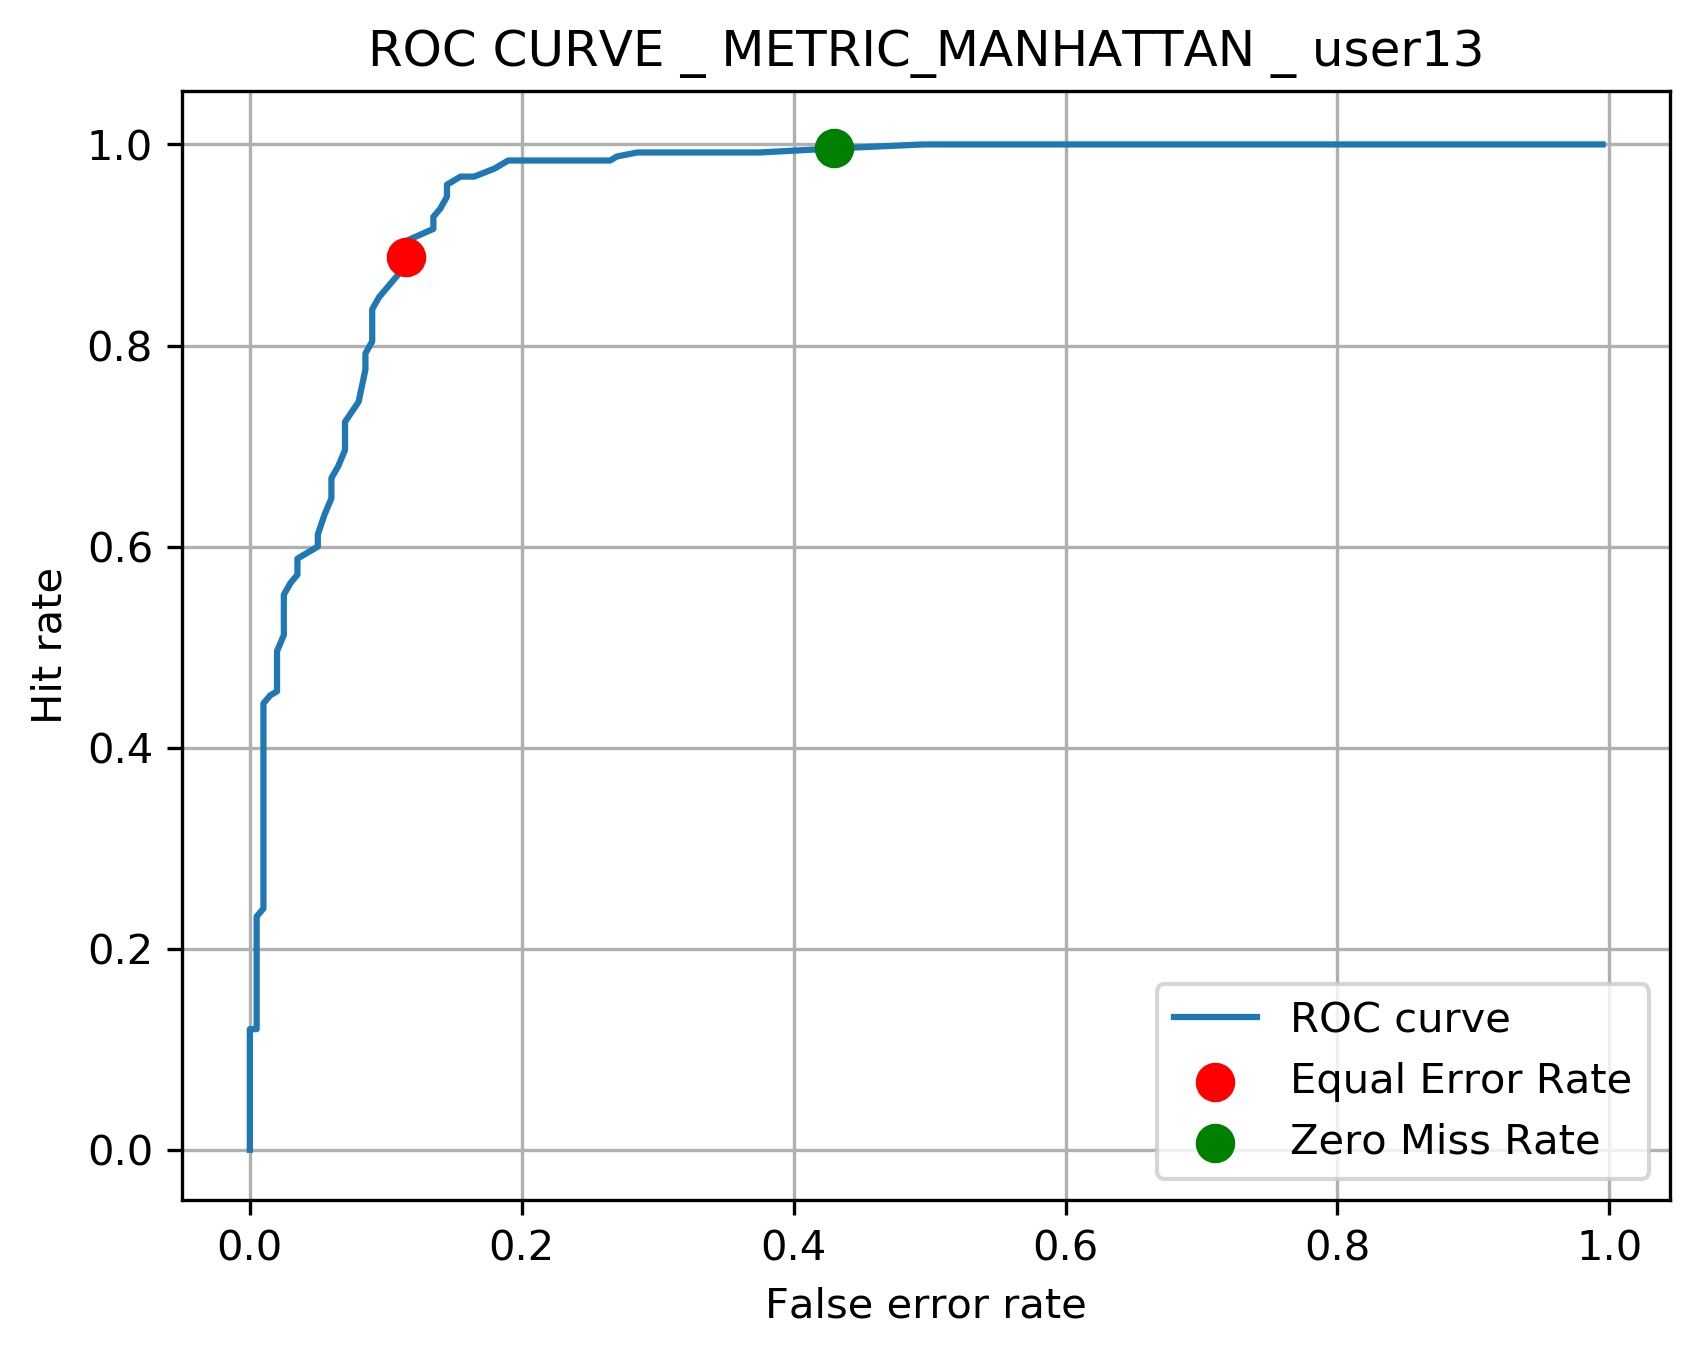 ROC CURVE _ METRIC_MANHATTAN _ user13
1.0
0.8
0.6
0.4
0.2
0.0
Hit rate
ROC curve
Equal Error Rate
Zero Miss Rate
0.0 0.2 0.4 0.6 0.8 1.0
False error rate